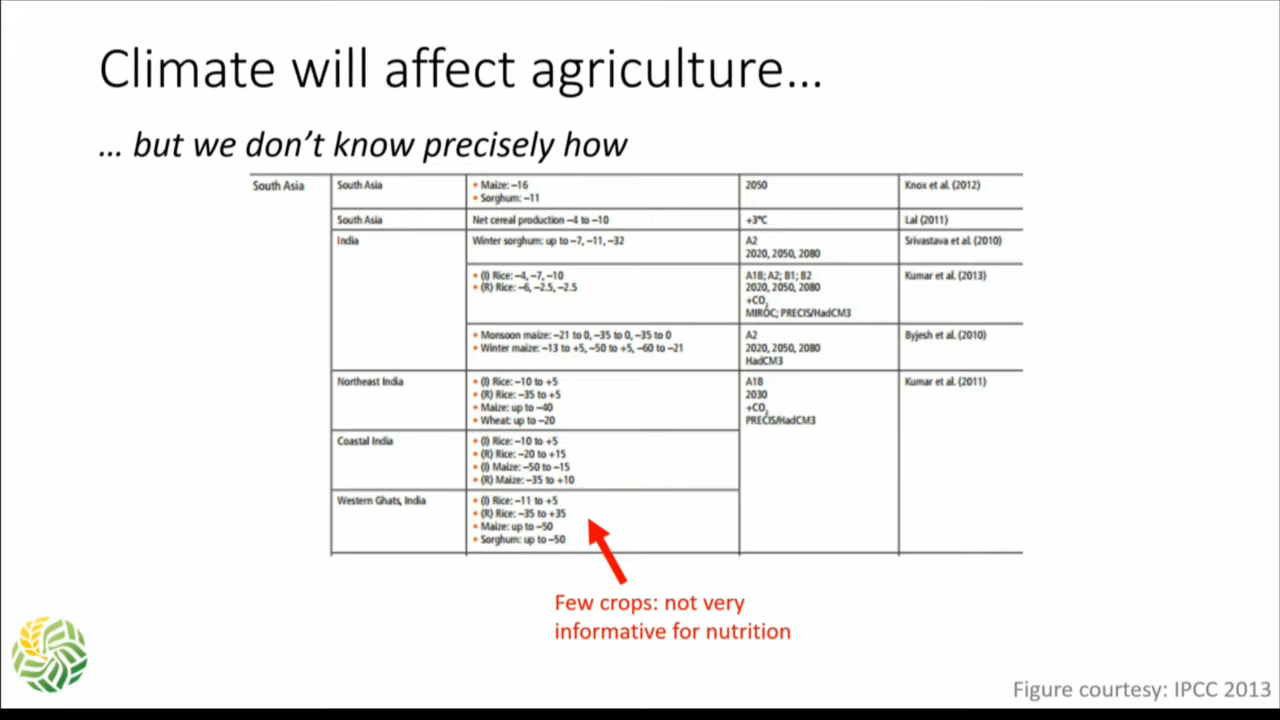 Climate will affect agriculture…
… but we don't know precisely how
South Asia
South Asia
• Maize: –16
• Sorghum: –11
2050
Knox et al. (2012)
South Asia
Net cereal production –4 to –10
+3°C
Lal (2011)
India
Winter sorghum: up to –7, –11, –32
A2
2020, 2050, 2080
Srivastava et al. (2010)
• (I) Rice: –4, –7, –10
• (R) Rice: –6, –2.5, –2.5
A1B; A2; B1; B2
2020, 2050, 2080
+CO2
MIROC; PRECIS/HadCM3
Kumar et al. (2013)
• Monsoon maize: –21 to 0, –35 to 0, –35 to 0
• Winter maize: –13 to +5, –50 to +5, –60 to –21
A2
2020, 2050, 2080
HadCM3
Byjesh et al. (2010)
Northeast India
• (I) Rice: –10 to +5
• (R) Rice: –35 to +5
• Maize: up to –40
• Wheat: up to –20
A1B
2030
+CO2
PRECIS/HadCM3
Kumar et al. (2011)
Coastal India
• (I) Rice: –10 to +5
• (R) Rice: –20 to +15
• (I) Maize: –50 to –15
• (R) Maize: –35 to +10
Western Ghats, India
• (I) Rice: –11 to +5
• (R) Rice: –35 to +35
• Maize: up to –50
• Sorghum: up to –50
Few crops: not very
informative for nutrition
Figure courtesy: IPCC 2013